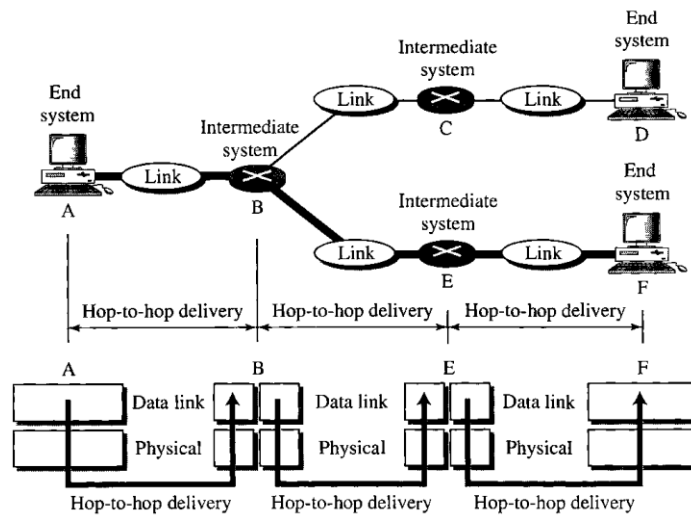 End
system
Intermediate
system
End
system
Link
Link
C
D
Intermediate
system
Link
A
B
Intermediate
system
End
system
Link
Link
E
F
Hop-to-hop delivery
Hop-to-hop delivery
Hop-to-hop delivery
A
B
E
F
Data link
Data link
Data link
Physical
Physical
Physical
Hop-to-hop delivery
Hop-to-hop delivery
Hop-to-hop delivery